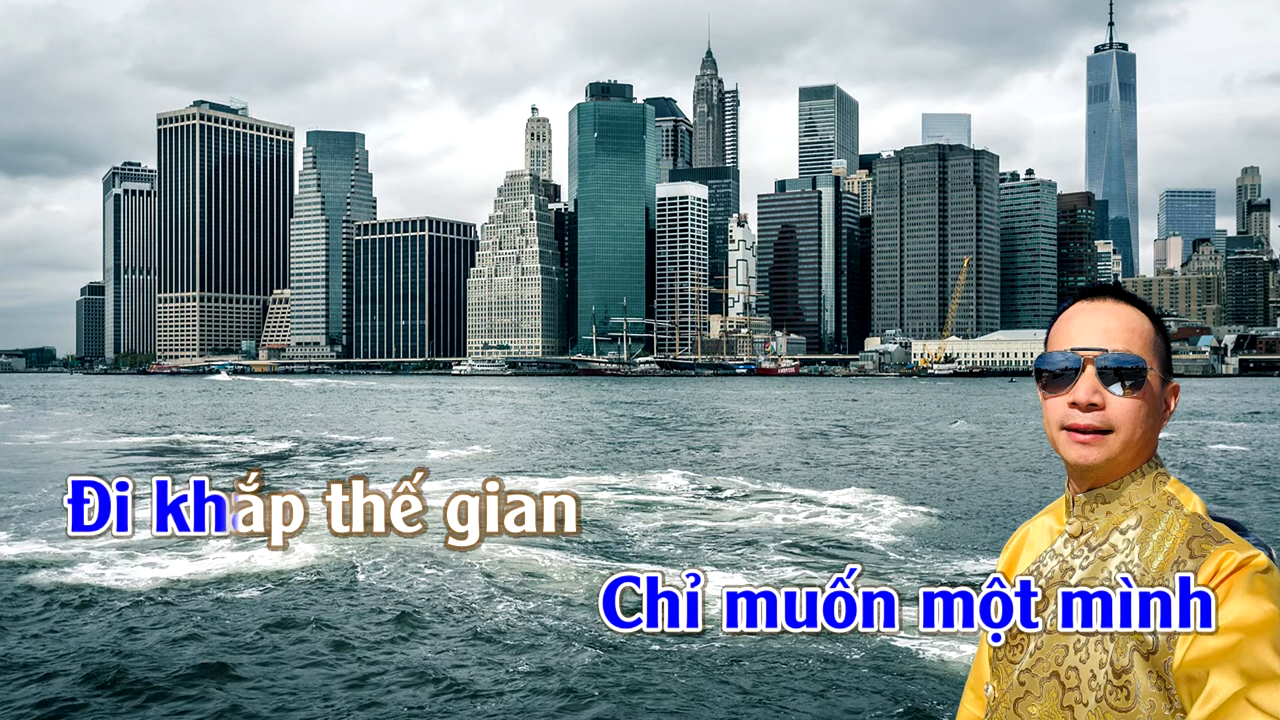 Đi khắp thế gian
Chỉ muốn một mình